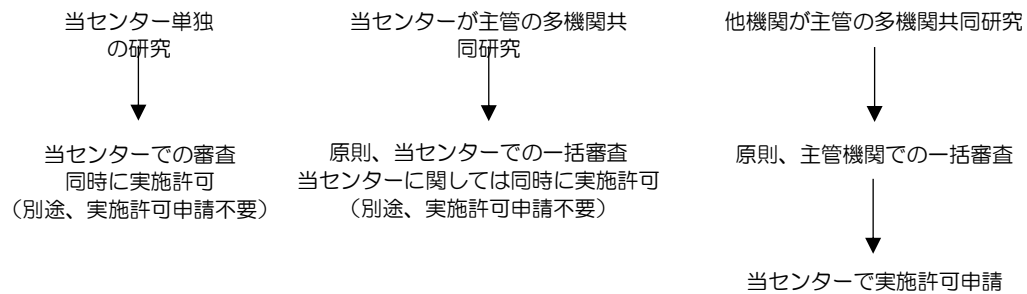 当センター単独
の研究
当センターでの審査
同時に実施許可
（別途、実施許可申請不要）
当センターが主管の多機関共
同研究
原則、当センターでの一括審査
当センターに関しては同時に実施許可
（別途、実施許可申請不要）
他機関が主管の多機関共同研究
原則、主管機関での一括審査
当センターで実施許可申請